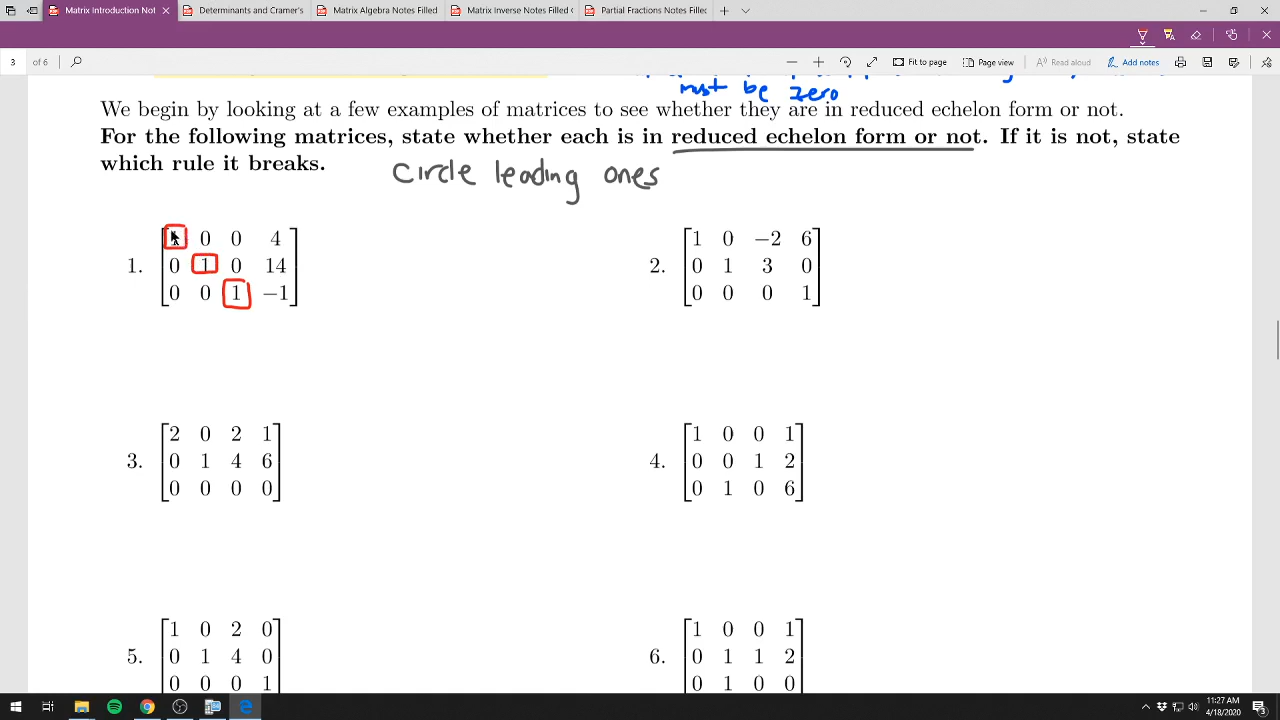 Matrix Introduction Not
Determinants and Cramer's
Matrix Algebra Notes Filled
Matrix Inverse Notes Filled
Partial Fractions Notes Filled
3 of 6
Fit to page
Page view
Read aloud
Add notes
must be zero
We begin by looking at a few examples of matrices to see whether they are in reduced echelon form or not.
For the following matrices, state whether each is in reduced echelon form or not. If it is not, state
which rule it breaks.
Circle leading ones
1.
0 0 4
0 1 0 14
0 0 1 −1
2.
1 0 −2 6
0 1 3 0
0 0 0 1
3.
2 0 2 1
0 1 4 6
0 0 0 0
4.
1 0 0 1
0 0 1 2
0 1 0 6
5.
1 0 2 0
0 1 4 0
0 0 0 1
6.
1 0 0 1
0 1 1 2
0 1 0 0
11:27 AM
4/18/2020